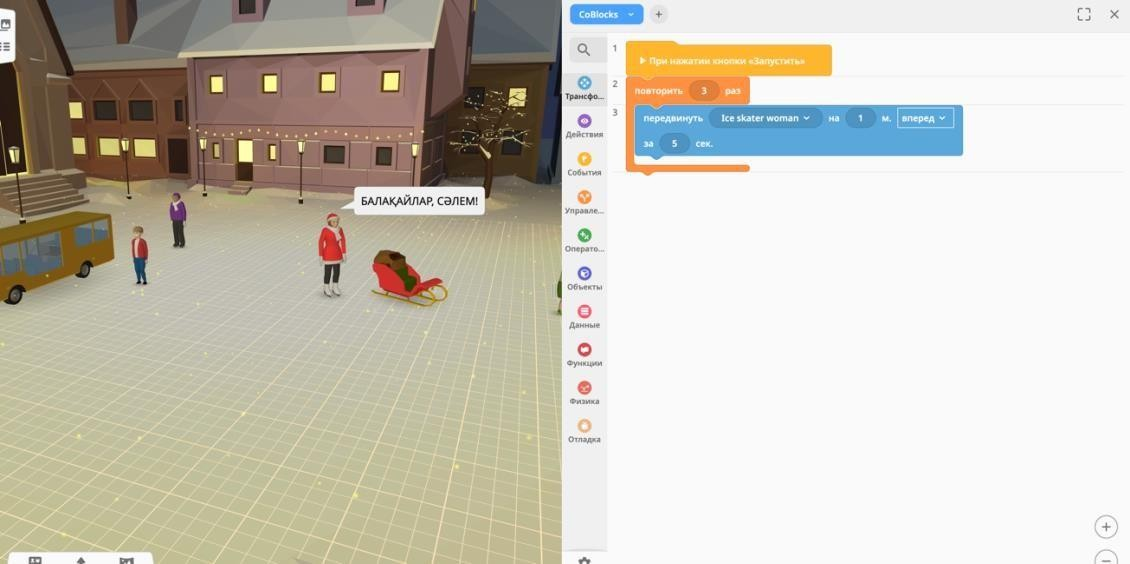 БАЛАҚАЙЛАР, СӘЛЕМ!
CoBlocks
Трансфо...
Действия
События
Управле...
Операто...
Объекты
Данные
Функции
Физика
Отладка
1
При нажатии кнопки «Запустить»
2
повторить 3 раз
3
передвинуть Ice skater woman на 1 м. вперед
за 5 сек.